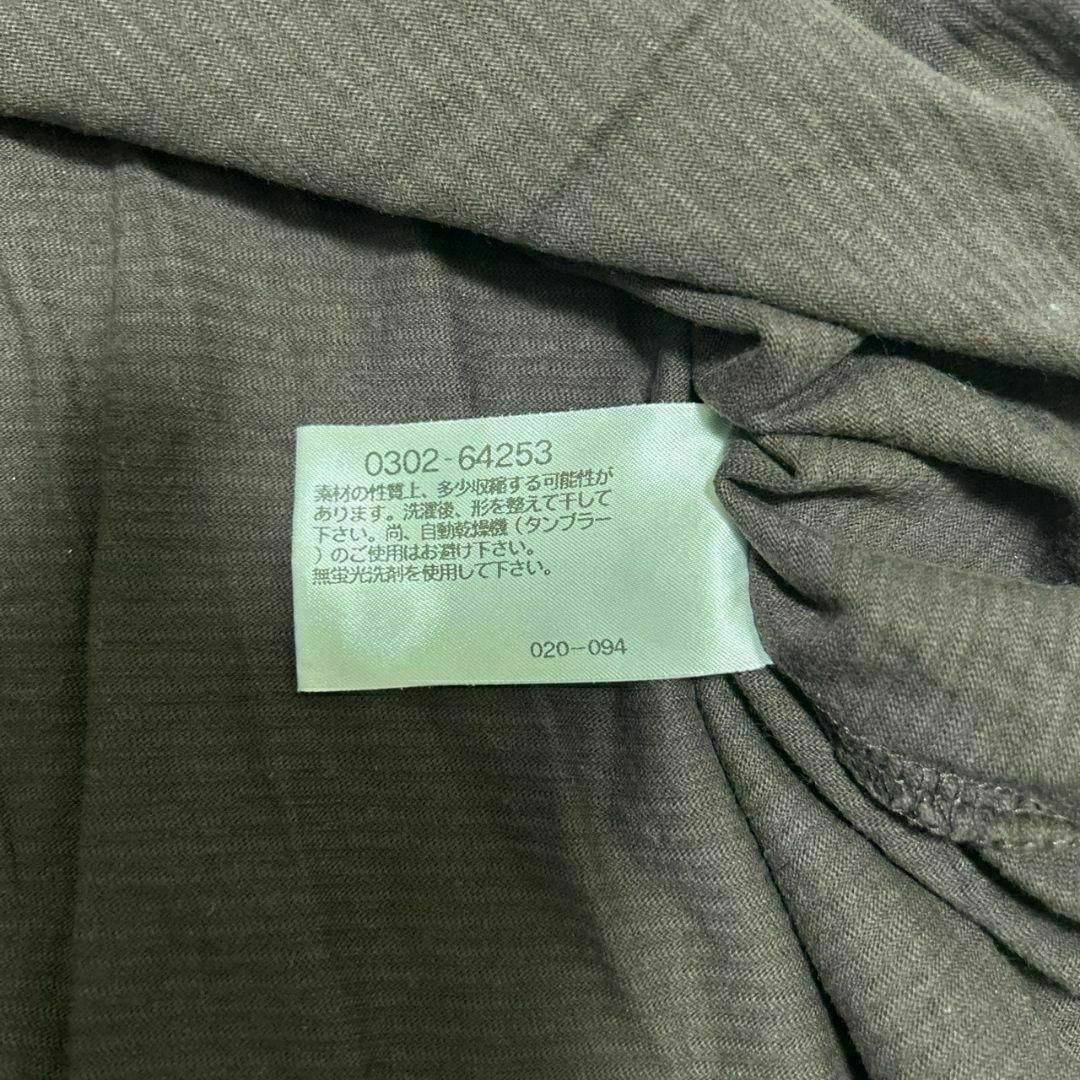 0302-64253
素材の性質上、多少収縮する可能性が
あります。洗濯後、形を整えて干して
下さい。尚、自動乾燥機（タンブラー
）のご使用はお避け下さい。
無蛍光洗剤を使用して下さい。
020-094